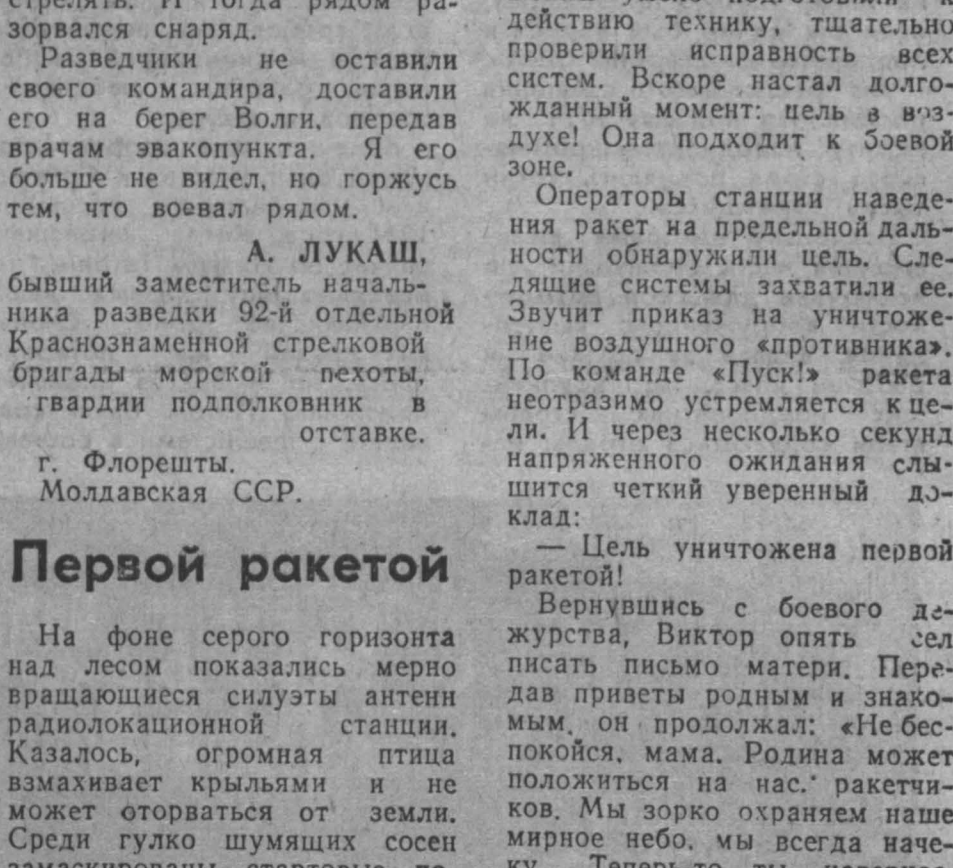 стрелять. И тогда рядом ра-
зорвался снаряд.
Разведчики не оставили
своего командира, доставили
его на берег Волги, передав
врачам эвакопункта. Я его
больше не видел, но горжусь
тем, что воевал рядом.
А. ЛУКАШ,
бывший заместитель началь-
ника разведки 92-й отдельной
Краснознаменной стрелковой
бригады морской пехоты,
гвардии подполковник в
отставке.
г. Флорешты.
Молдавская ССР.
Первой ракетой
На фоне серого горизонта
над лесом показались мерно
вращающиеся силуэты антенн
радиолокационной станции.
Казалось, огромная птица
взмахивает крыльями и не
может оторваться от земли.
Среди гулко шумящих сосен
замаскированы стартовые
действию технику, тщательно
проверили исправность всех
систем. Вскоре настал долго-
жданный момент: цель в воз-
духе! Она подходит к боевой
зоне.
Операторы станции наведе-
ния ракет на предельной даль-
ности обнаружили цель. Сле-
дящие системы захватили ее.
Звучит приказ на уничтоже-
ние воздушного «противника».
По команде «Пуск!» ракета
неотразимо устремляется к це-
ли. И через несколько секунд
напряженного ожидания слы-
шится четкий уверенный до-
клад:
— Цель уничтожена первой
ракетой!
Вернувшись с боевого де-
журства, Виктор опять сел
писать письмо матери. Пере-
дав приветы родным и знако-
мым, он продолжал: «Не бес-
покойся, мама. Родина может
положиться на нас, ракетчи-
ков. Мы зорко охраняем наше
мирное небо, мы всегда наче-